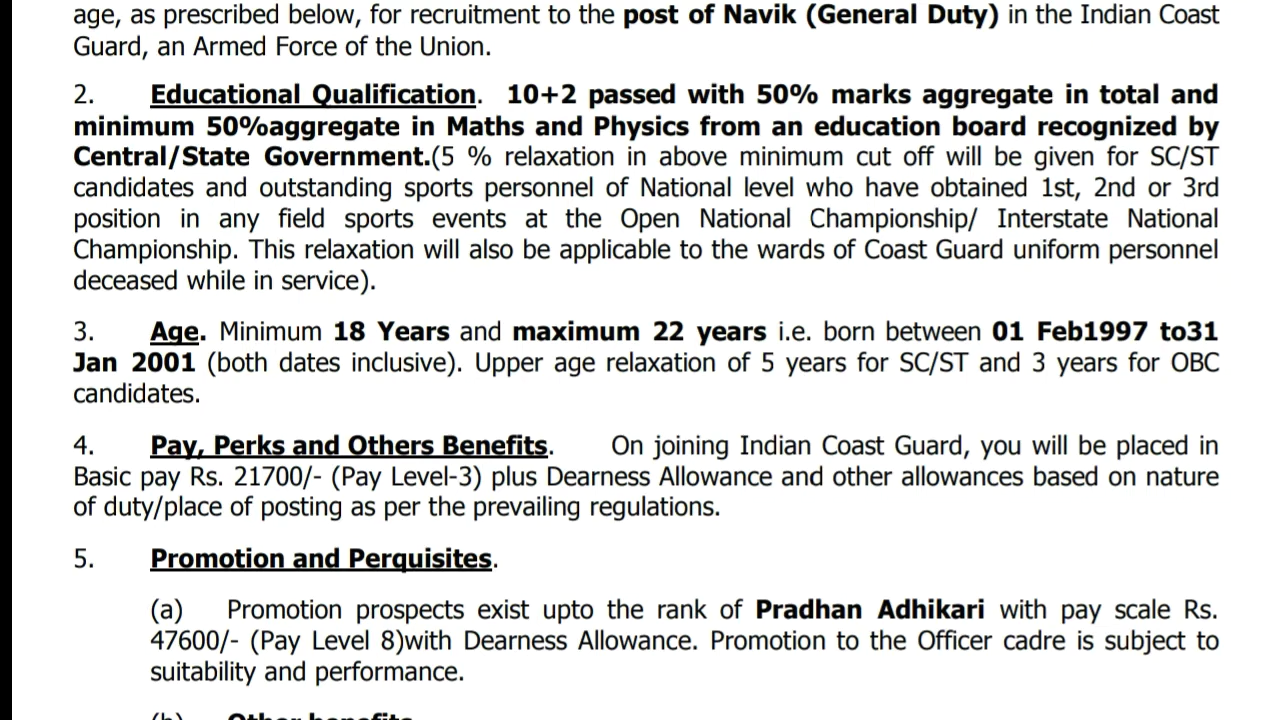 age, as prescribed below, for recruitment to the post of Navik (General Duty) in the Indian Coast
Guard, an Armed Force of the Union.
2. Educational Qualification. 10+2 passed with 50% marks aggregate in total and
minimum 50%aggregate in Maths and Physics from an education board recognized by
Central/State Government.(5 % relaxation in above minimum cut off will be given for SC/ST
candidates and outstanding sports personnel of National level who have obtained 1st, 2nd or 3rd
position in any field sports events at the Open National Championship/ Interstate National
Championship. This relaxation will also be applicable to the wards of Coast Guard uniform personnel
deceased while in service).
3. Age. Minimum 18 Years and maximum 22 years i.e. born between 01 Feb1997 to31
Jan 2001 (both dates inclusive). Upper age relaxation of 5 years for SC/ST and 3 years for OBC
candidates.
4. Pay, Perks and Others Benefits. On joining Indian Coast Guard, you will be placed in
Basic pay Rs. 21700/- (Pay Level-3) plus Dearness Allowance and other allowances based on nature
of duty/place of posting as per the prevailing regulations.
5. Promotion and Perquisites.
(a) Promotion prospects exist upto the rank of Pradhan Adhikari with pay scale Rs.
47600/- (Pay Level 8)with Dearness Allowance. Promotion to the Officer cadre is subject to
suitability and performance.
(b) Other benefits